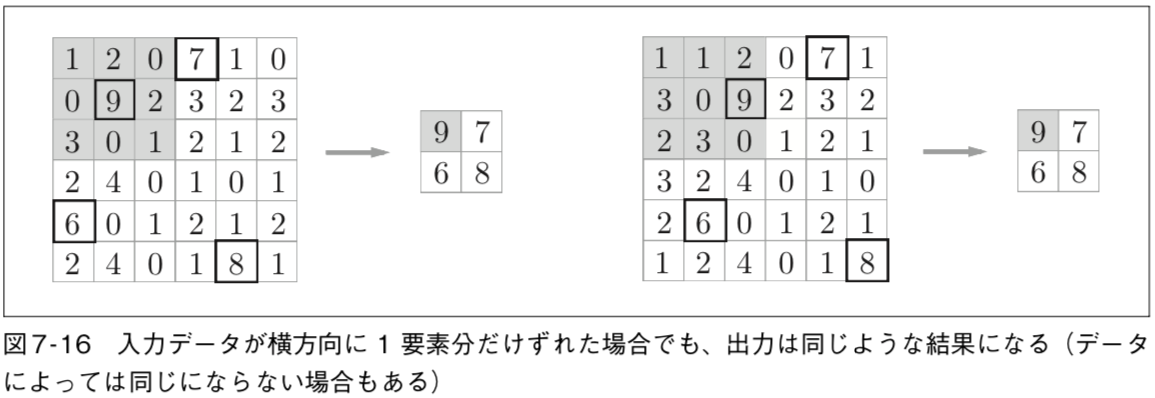 1 2 0 7 1 0
0 9 2 3 2 3
3 0 1 2 1 2
2 4 0 1 0 1
6 0 1 2 1 2
2 4 0 1 8 1
9 7
6 8
1 1 2 0 7 1
3 0 9 2 3 2
2 3 0 1 2 1
3 2 4 0 1 0
2 6 0 1 2 1
1 2 4 0 1 8
9 7
6 8
図7-16 入力データが横方向に 1 要素分だけずれた場合でも、出力は同じような結果になる（データ
によっては同じにならない場合もある）